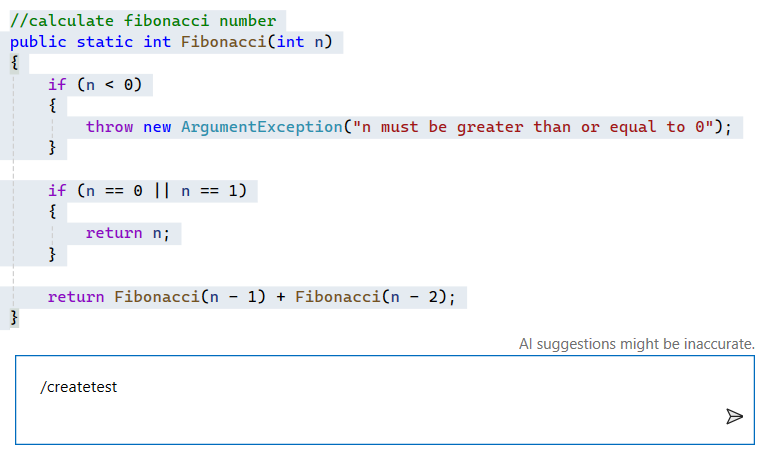 //calculate fibonacci number
public static int Fibonacci(int n)
{
if (n < 0)
{
throw new ArgumentException("n must be greater than or equal to 0");
}
if (n == 0 || n == 1)
{
return n;
}
return Fibonacci(n - 1) + Fibonacci(n - 2);
}
AI suggestions might be inaccurate.
/createtest